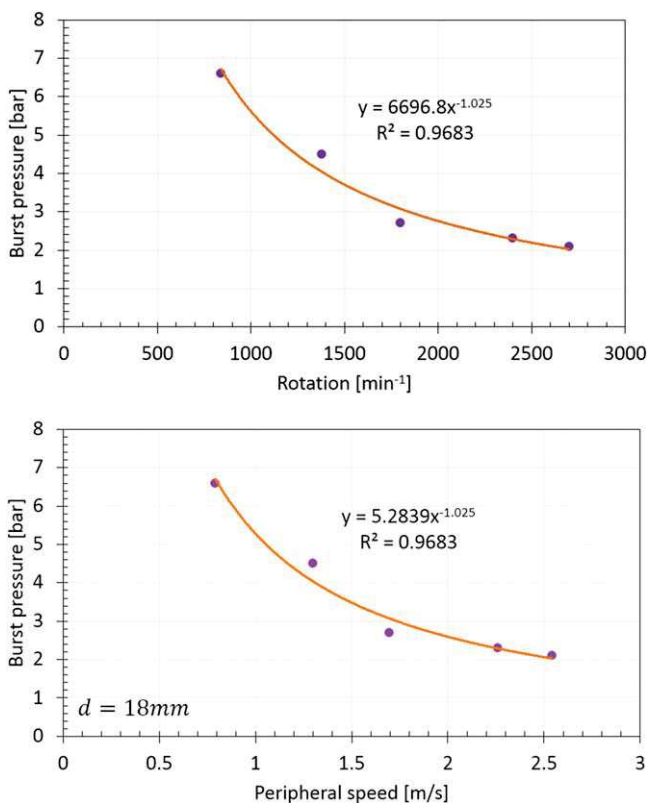 8
7
6
5
4
3
2
1
0
Burst pressure [bar]
y = 6696.8x⁻¹·⁰²⁵
R² = 0.9683
0 500 1000 1500 2000 2500 3000
Rotation [min⁻¹]
8
7
6
5
4
3
2
1
0
Burst pressure [bar]
y = 5.2839x⁻¹·⁰²⁵
R² = 0.9683
d = 18mm
0 0.5 1 1.5 2 2.5 3
Peripheral speed [m/s]